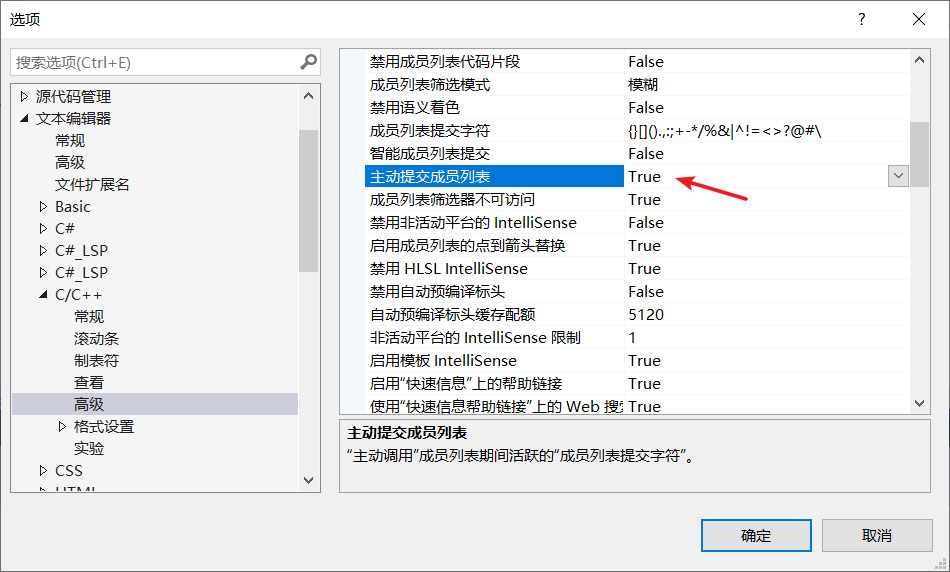 选项
?
搜索选项(Ctrl+E)
源代码管理
文本编辑器
常规
高级
文件扩展名
Basic
C#
C#_LSP
C#_LSP
C/C++
常规
滚动条
制表符
查看
高级
格式设置
实验
CSS
HTML
禁用成员列表代码片段 False
成员列表筛选模式 模糊
禁用语义着色 False
成员列表提交字符 {}[]().,:;+-*/%&|^!=<>?@#\
智能成员列表提交 False
主动提交成员列表 True
成员列表筛选器不可访问 True
禁用非活动平台的 IntelliSense False
启用成员列表的点到箭头替换 True
禁用 HLSL IntelliSense True
禁用自动预编译标头 False
自动预编译标头缓存配额 5120
非活动平台的 IntelliSense 限制 1
启用模板 IntelliSense True
启用“快速信息”上的帮助链接 True
使用“快速信息帮助链接”上的 Web 搜 True
主动提交成员列表
“主动调用”成员列表期间活跃的“成员列表提交字符”。
确定
取消